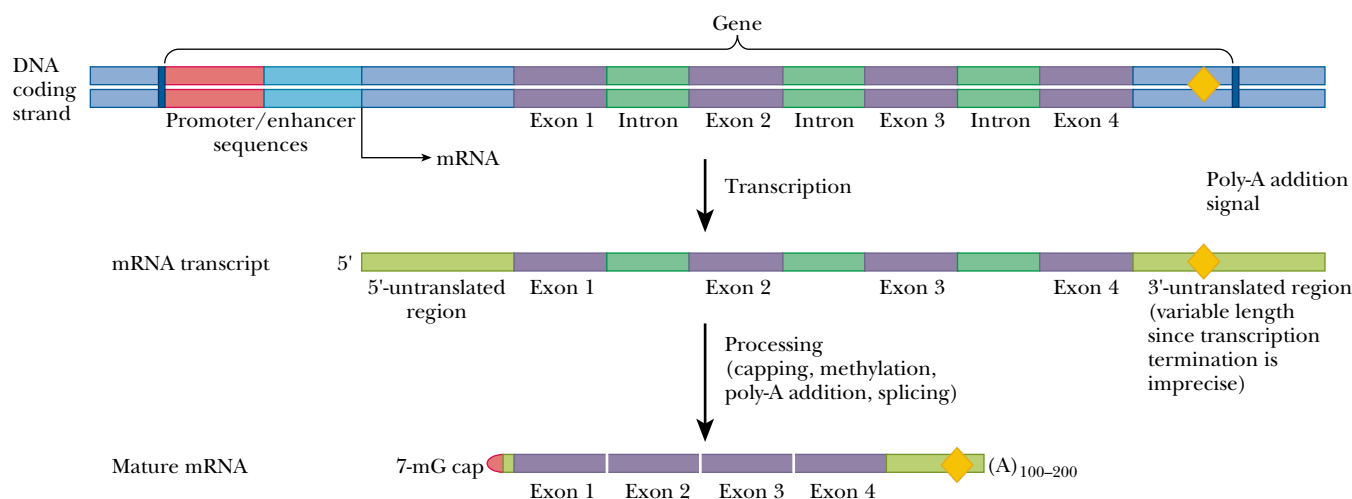 Gene
DNA
coding
strand
Promoter/enhancer
sequences
Exon 1 Intron Exon 2 Intron Exon 3 Intron Exon 4
mRNA
Transcription
Poly-A addition
signal
mRNA transcript 5'
5'-untranslated
region
Exon 1 Exon 2 Exon 3 Exon 4
3'-untranslated region
(variable length
since transcription
termination is
imprecise)
Processing
(capping, methylation,
poly-A addition, splicing)
Mature mRNA 7-mG cap (A)100–200
Exon 1 Exon 2 Exon 3 Exon 4